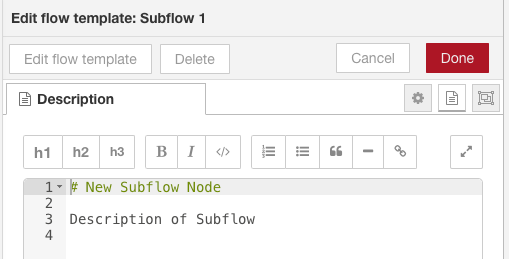 Edit flow template: Subflow 1
Edit flow template Delete Cancel Done
Description
h1 h2 h3 B I </>
1 # New Subflow Node
2
3 Description of Subflow
4